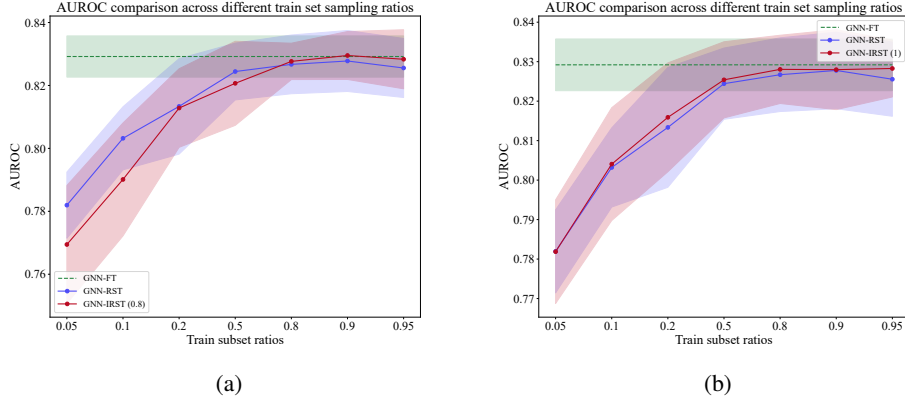 AUROC comparison across different train set sampling ratios
0.84
0.82
0.80
0.78
0.76
AUROC
GNN-FT
GNN-RST
GNN-IRST (0.8)
0.05 0.1 0.2 0.5 0.8 0.9 0.95
Train subset ratios
(a)
AUROC comparison across different train set sampling ratios
0.84
0.83
0.82
0.81
0.80
0.79
0.78
0.77
AUROC
GNN-FT
GNN-RST
GNN-IRST (1)
0.05 0.1 0.2 0.5 0.8 0.9 0.95
Train subset ratios
(b)